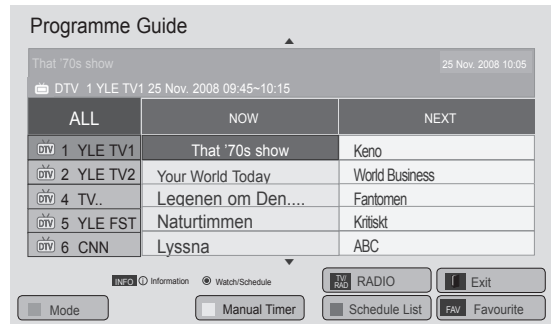 Programme Guide
That '70s show 25 Nov. 2008 10:05
DTV 1 YLE TV1 25 Nov. 2008 09:45~10:15
ALL NOW NEXT
DTV 1 YLE TV1 That '70s show Keno
DTV 2 YLE TV2 Your World Today World Business
DTV 4 TV.. Legenen om Den.... Fantomen
DTV 5 YLE FST Naturtimmen Kritiskt
DTV 6 CNN Lyssna ABC
INFO i Information Watch/Schedule TV/RAD RADIO Exit
Mode Manual Timer Schedule List FAV Favourite